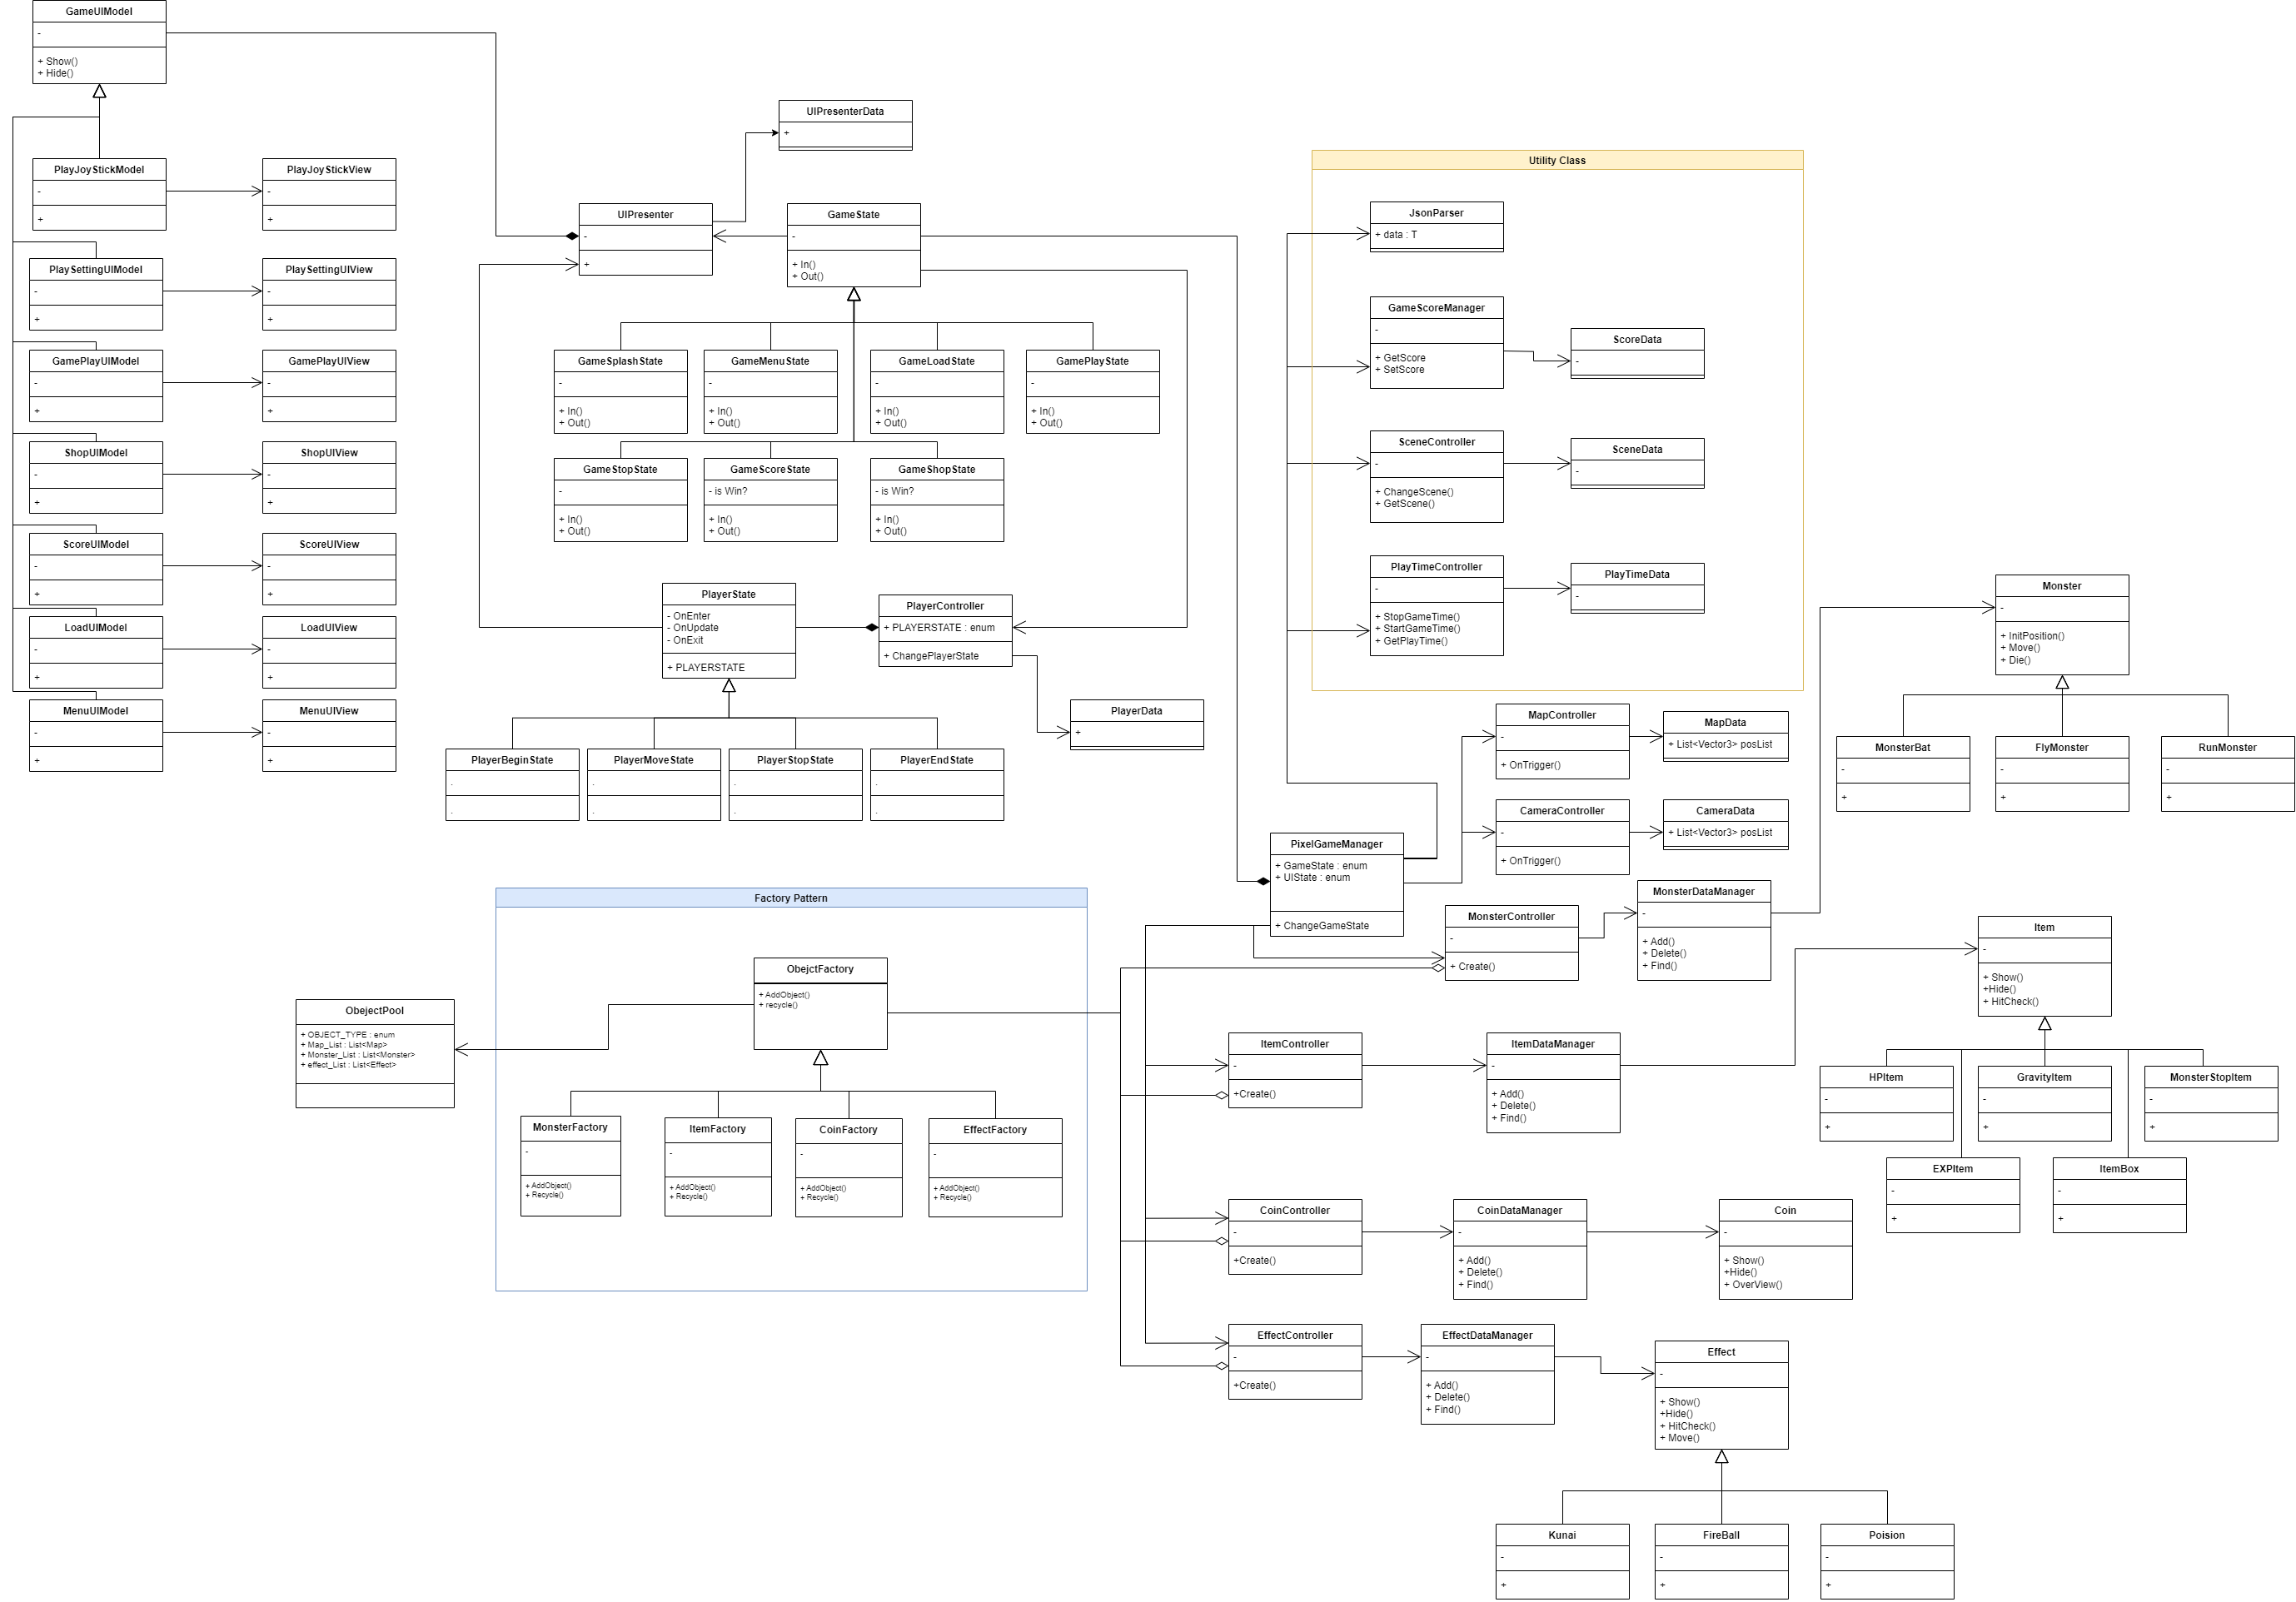 GameUIModel
-
+ Show()
+ Hide()
PlayJoyStickModel
-
+
PlayJoyStickView
-
+
PlaySettingUIModel
-
+
PlaySettingUIView
-
+
GamePlayUIModel
-
+
GamePlayUIView
-
+
ShopUIModel
-
+
ShopUIView
-
+
ScoreUIModel
-
+
ScoreUIView
-
+
LoadUIModel
-
+
LoadUIView
-
+
MenuUIModel
-
+
MenuUIView
-
+
UIPresenterData
+
UIPresenter
-
+
GameState
-
+ In()
+ Out()
GameSplashState
-
+ In()
+ Out()
GameMenuState
-
+ In()
+ Out()
GameLoadState
-
+ In()
+ Out()
GamePlayState
-
+ In()
+ Out()
GameStopState
-
+ In()
+ Out()
GameScoreState
- is Win?
+ In()
+ Out()
GameShopState
- is Win?
+ In()
+ Out()
PlayerState
- OnEnter
- OnUpdate
- OnExit
+ PLAYERSTATE
PlayerController
+ PLAYERSTATE : enum
+ ChangePlayerState
PlayerData
+
PlayerBeginState
.
.
PlayerMoveState
.
.
PlayerStopState
.
.
PlayerEndState
.
.
Utility Class
JsonParser
+ data : T
GameScoreManager
-
+ GetScore
+ SetScore
ScoreData
-
SceneController
-
+ ChangeScene()
+ GetScene()
SceneData
-
PlayTimeController
-
+ StopGameTime()
+ StartGameTime()
+ GetPlayTime()
PlayTimeData
-
Monster
-
+ InitPosition()
+ Move()
+ Die()
MonsterBat
-
+
FlyMonster
-
+
RunMonster
-
+
MapController
-
+ OnTrigger()
MapData
+ List<Vector3> posList
CameraController
-
+ OnTrigger()
CameraData
+ List<Vector3> posList
PixelGameManager
+ GameState : enum
+ UIState : enum
+ ChangeGameState
MonsterController
-
+ Create()
MonsterDataManager
-
+ Add()
+ Delete()
+ Find()
Factory Pattern
ObejctFactory
+ AddObject()
+ recycle()
ObejectPool
+ OBJECT_TYPE : enum
+ Map_List : List<Map>
+ Monster_List : List<Monster>
+ effect_List : List<Effect>
MonsterFactory
-
+ AddObject()
+ Recycle()
ItemFactory
-
+ AddObject()
+ Recycle()
CoinFactory
-
+ AddObject()
+ Recycle()
EffectFactory
-
+ AddObject()
+ Recycle()
ItemController
-
+Create()
ItemDataManager
-
+ Add()
+ Delete()
+ Find()
Item
-
+ Show()
+Hide()
+ HitCheck()
HPItem
-
+
GravityItem
-
+
MonsterStopItem
-
+
EXPItem
-
+
ItemBox
-
+
CoinController
-
+Create()
CoinDataManager
-
+ Add()
+ Delete()
+ Find()
Coin
-
+ Show()
+Hide()
+ OverView()
EffectController
-
+Create()
EffectDataManager
-
+ Add()
+ Delete()
+ Find()
Effect
-
+ Show()
+Hide()
+ HitCheck()
+ Move()
Kunai
-
+
FireBall
-
+
Poision
-
+